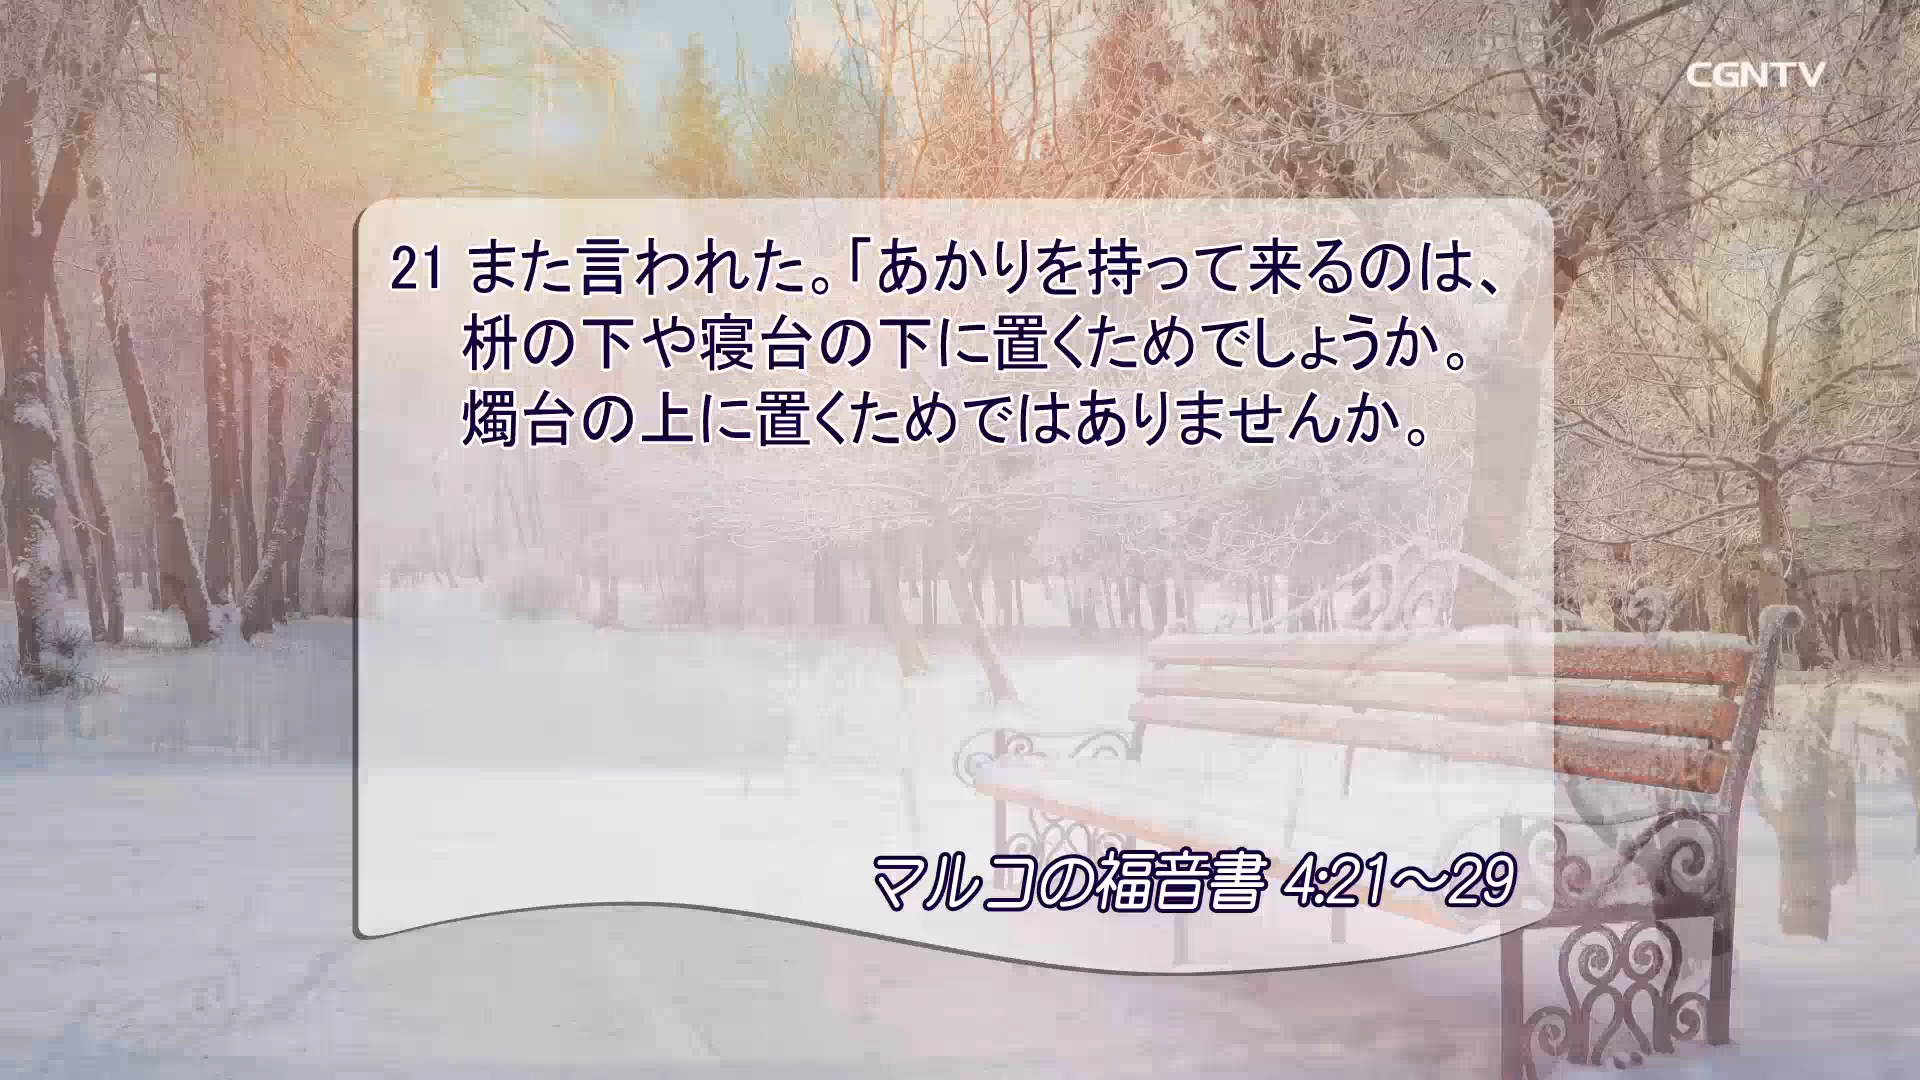 CGNTV
21 また言われた。「あかりを持って来るのは、
枡の下や寝台の下に置くためでしょうか。
燭台の上に置くためではありませんか。
マルコの福音書 4:21～29